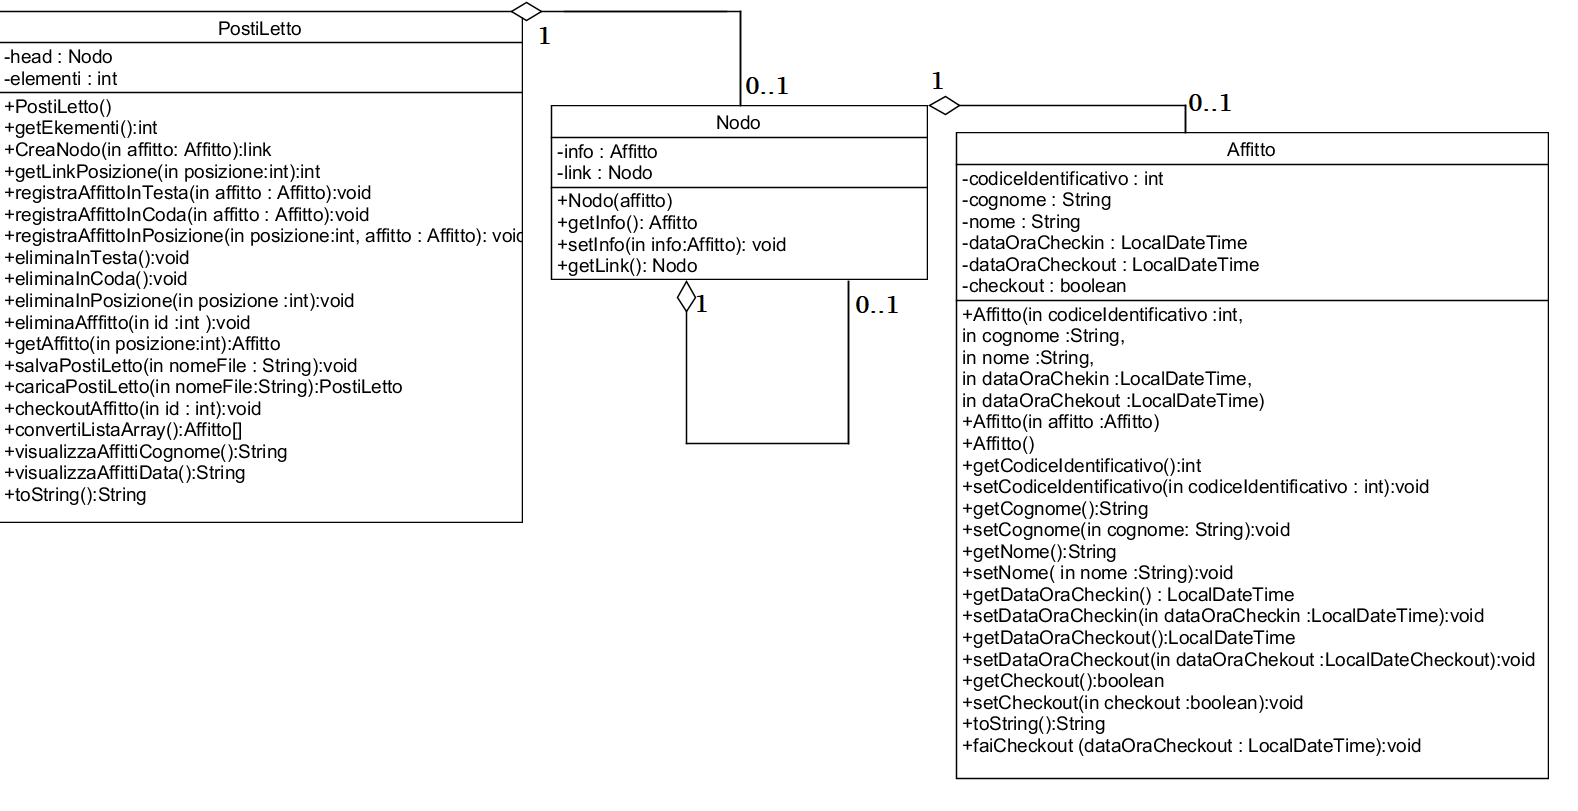 PostiLetto
-head : Nodo
-elementi : int
+PostiLetto()
+getEkementi():int
+CreaNodo(in affitto: Affitto):link
+getLinkPosizione(in posizione:int):int
+registraAffittoInTesta(in affitto : Affitto):void
+registraAffittoInCoda(in affitto : Affitto):void
+registraAffittoInPosizione(in posizione:int, affitto : Affitto): void
+eliminaInTesta():void
+eliminaInCoda():void
+eliminaInPosizione(in posizione :int):void
+eliminaAfffitto(in id :int ):void
+getAffitto(in posizione:int):Affitto
+salvaPostiLetto(in nomeFile : String):void
+caricaPostiLetto(in nomeFile:String):PostiLetto
+checkoutAffitto(in id : int):void
+convertiListaArray():Affitto[]
+visualizzaAffittiCognome():String
+visualizzaAffittiData():String
+toString():String
1
0..1
Nodo
-info : Affitto
-link : Nodo
+Nodo(affitto)
+getInfo(): Affitto
+setInfo(in info:Affitto): void
+getLink(): Nodo
1
0..1
1
0..1
Affitto
-codiceIdentificativo : int
-cognome : String
-nome : String
-dataOraCheckin : LocalDateTime
-dataOraCheckout : LocalDateTime
-checkout : boolean
+Affitto(in codiceIdentificativo :int,
in cognome :String,
in nome :String,
in dataOraChekin :LocalDateTime,
in dataOraChekout :LocalDateTime)
+Affitto(in affitto :Affitto)
+Affitto()
+getCodiceIdentificativo():int
+setCodiceIdentificativo(in codiceIdentificativo : int):void
+getCognome():String
+setCognome(in cognome: String):void
+getNome():String
+setNome( in nome :String):void
+getDataOraCheckin() : LocalDateTime
+setDataOraCheckin(in dataOraCheckin :LocalDateTime):void
+getDataOraCheckout():LocalDateTime
+setDataOraCheckout(in dataOraChekout :LocalDateCheckout):void
+getCheckout():boolean
+setCheckout(in checkout :boolean):void
+toString():String
+faiCheckout (dataOraCheckout : LocalDateTime):void